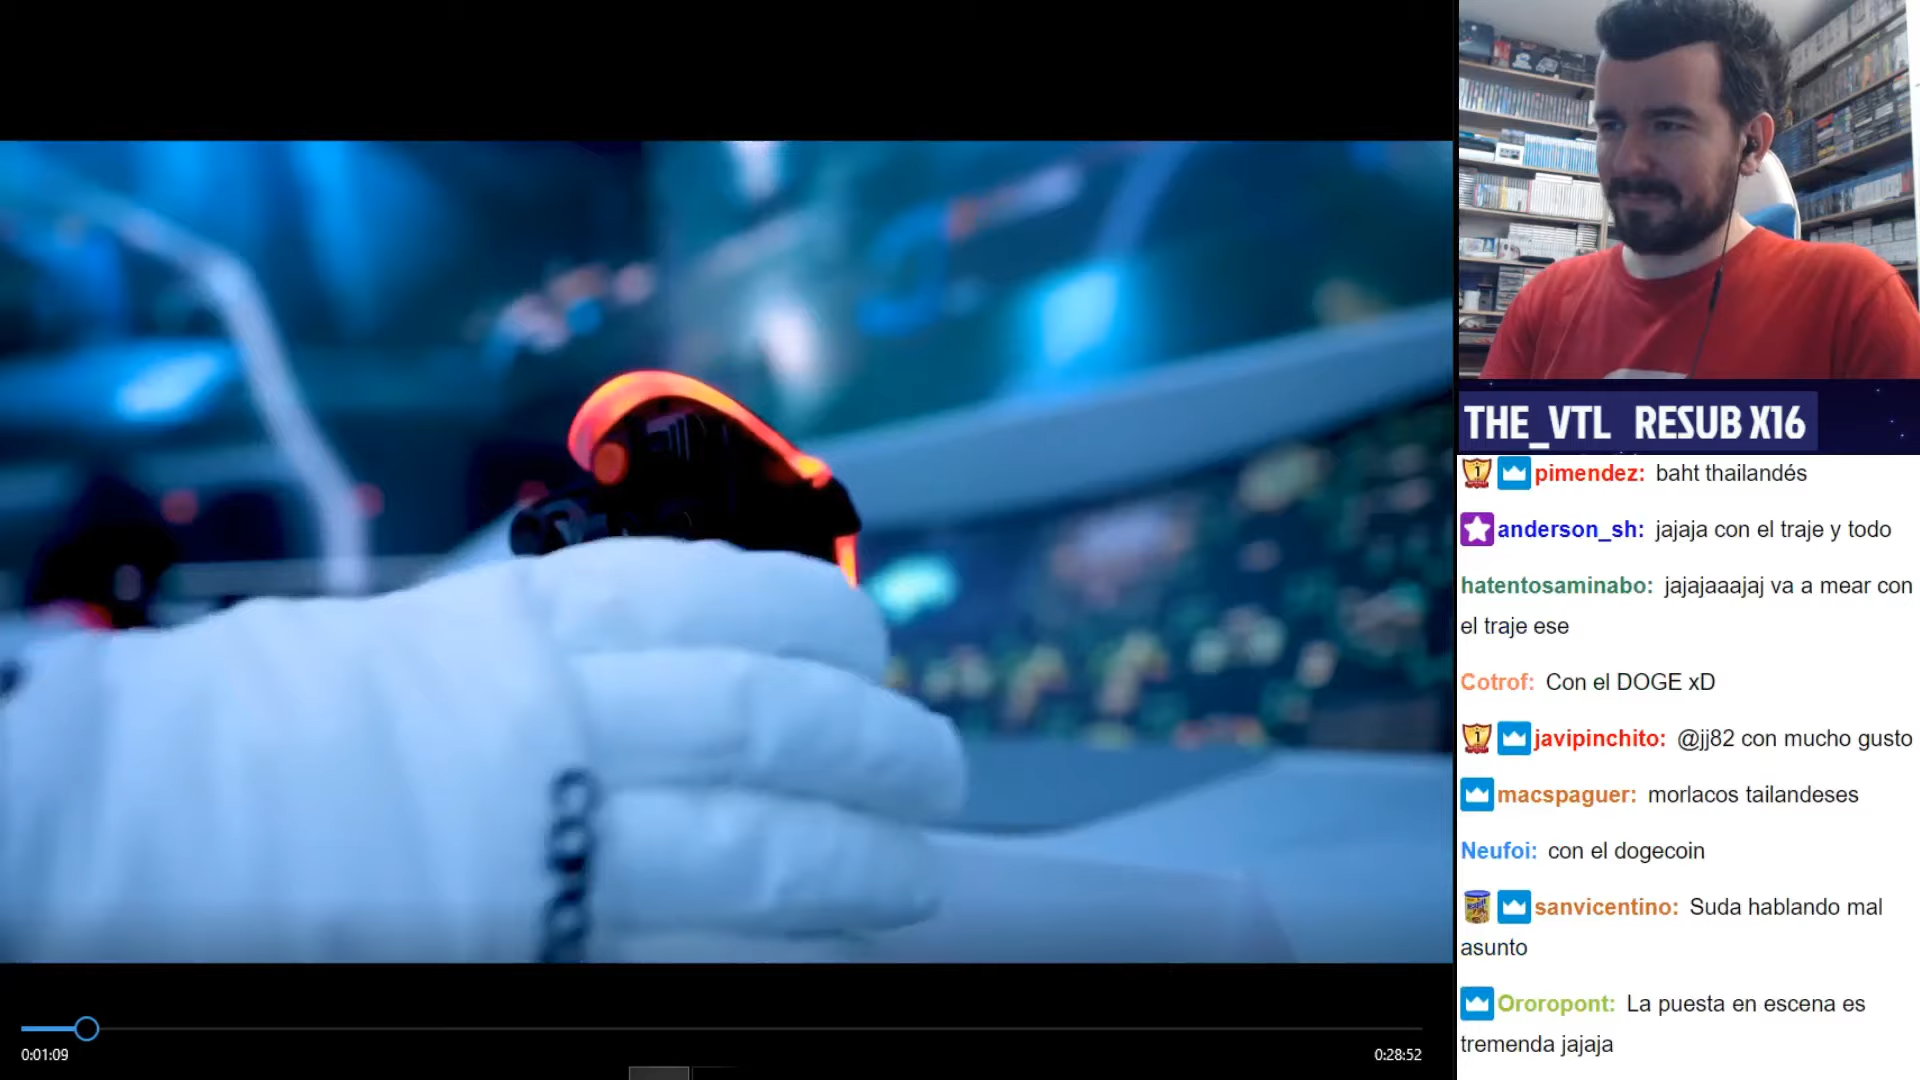 THE_VTL RESUB X16
pimendez: baht thailandés
anderson_sh: jajaja con el traje y todo
hatentosaminabo: jajajaaajaj va a mear con
el traje ese
Cotrof: Con el DOGE xD
javipinchito: @jj82 con mucho gusto
macspaguer: morlacos tailandeses
Neufoi: con el dogecoin
sanvicentino: Suda hablando mal
asunto
Ororopont: La puesta en escena es
tremenda jajaja
0:01:09
0:28:52